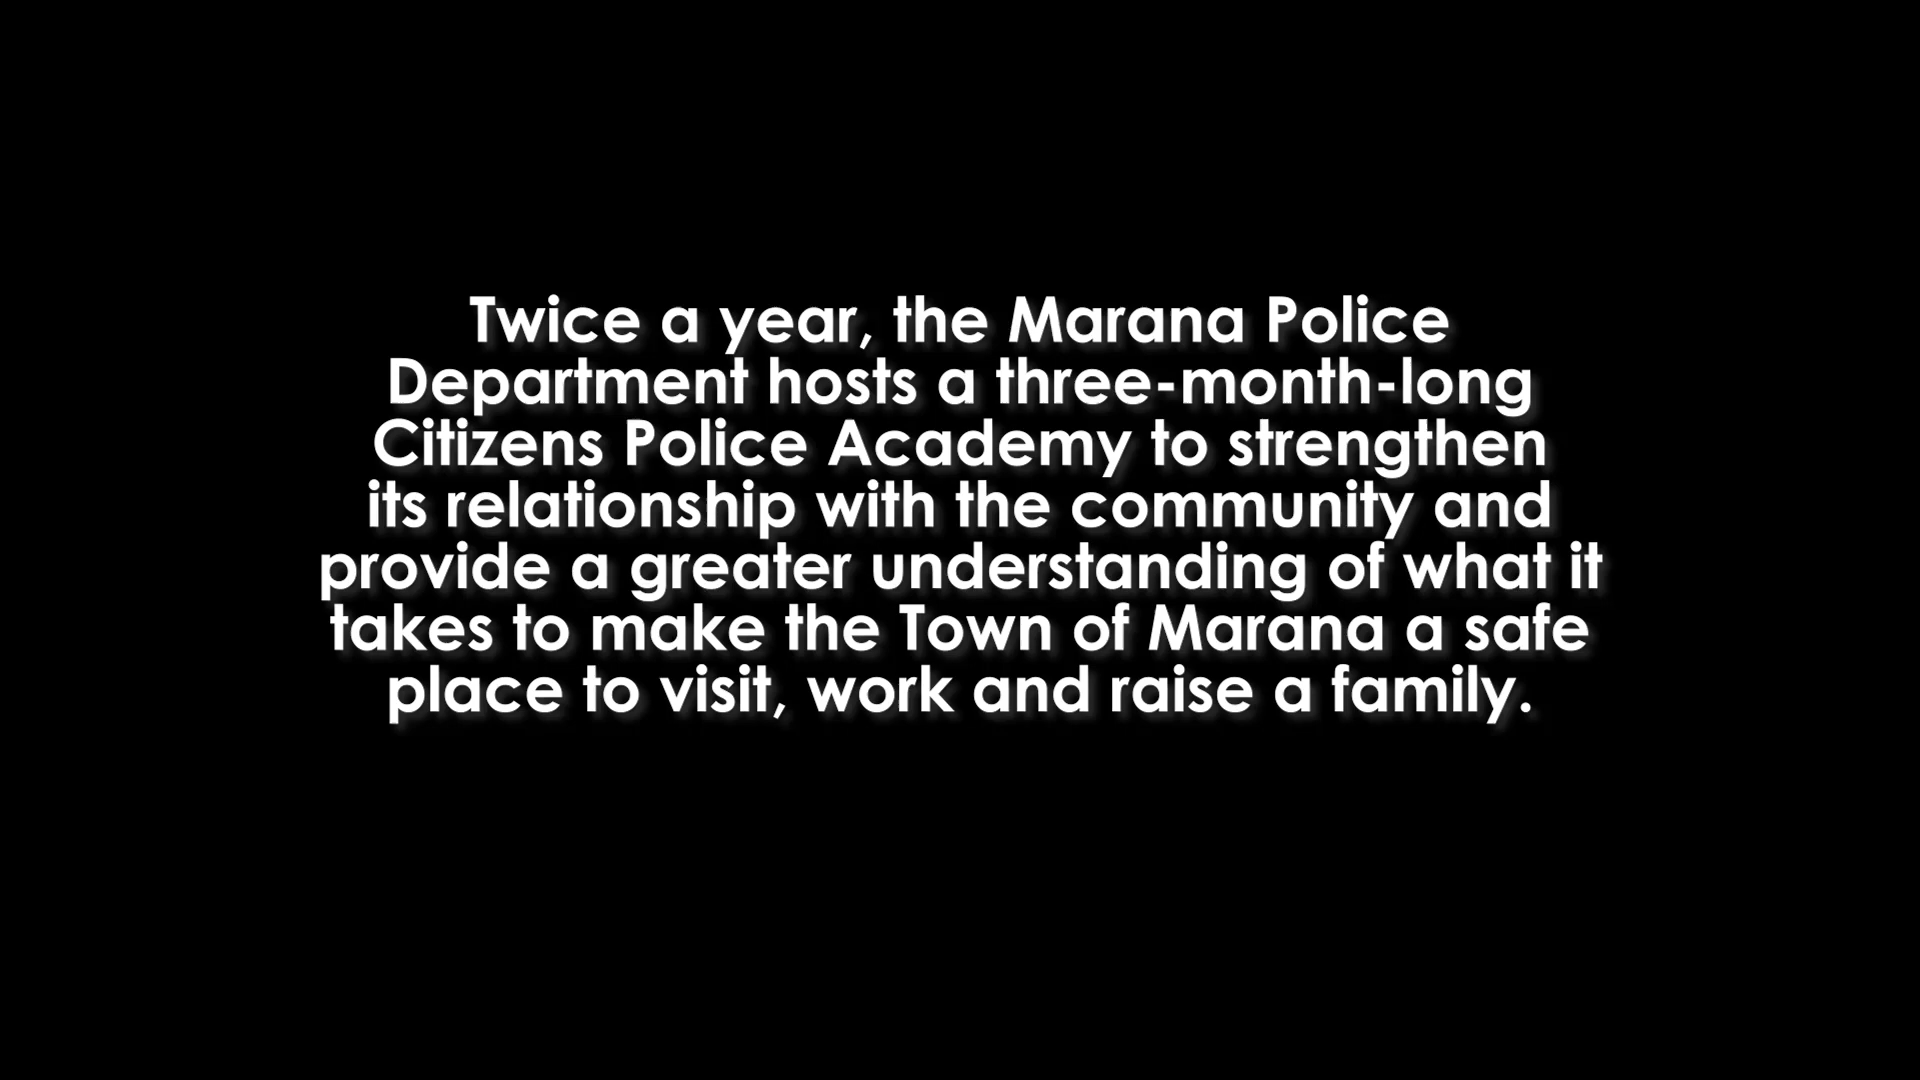 Twice a year, the Marana Police
Department hosts a three-month-long
Citizens Police Academy to strengthen
its relationship with the community and
provide a greater understanding of what it
takes to make the Town of Marana a safe
place to visit, work and raise a family.